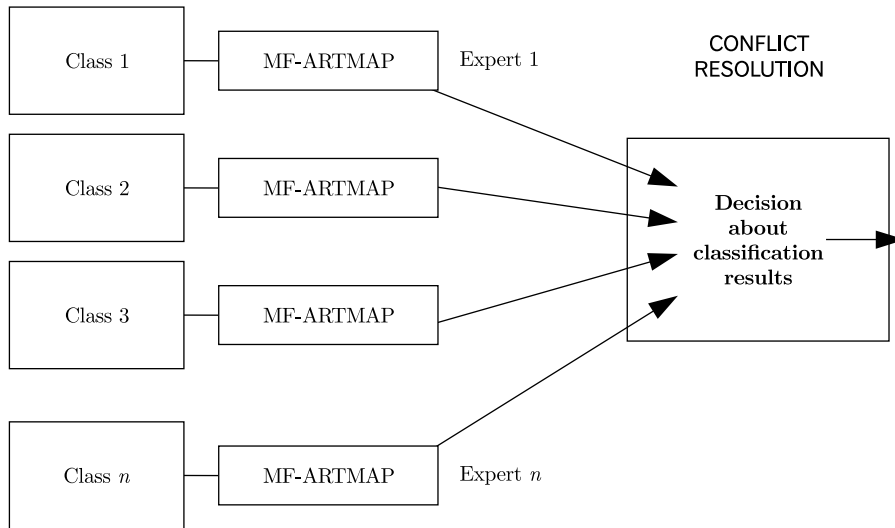 Class 1
MF-ARTMAP
Expert 1
CONFLICT
RESOLUTION
Class 2
MF-ARTMAP
Class 3
MF-ARTMAP
Decision
about
classification
results
Class n
MF-ARTMAP
Expert n